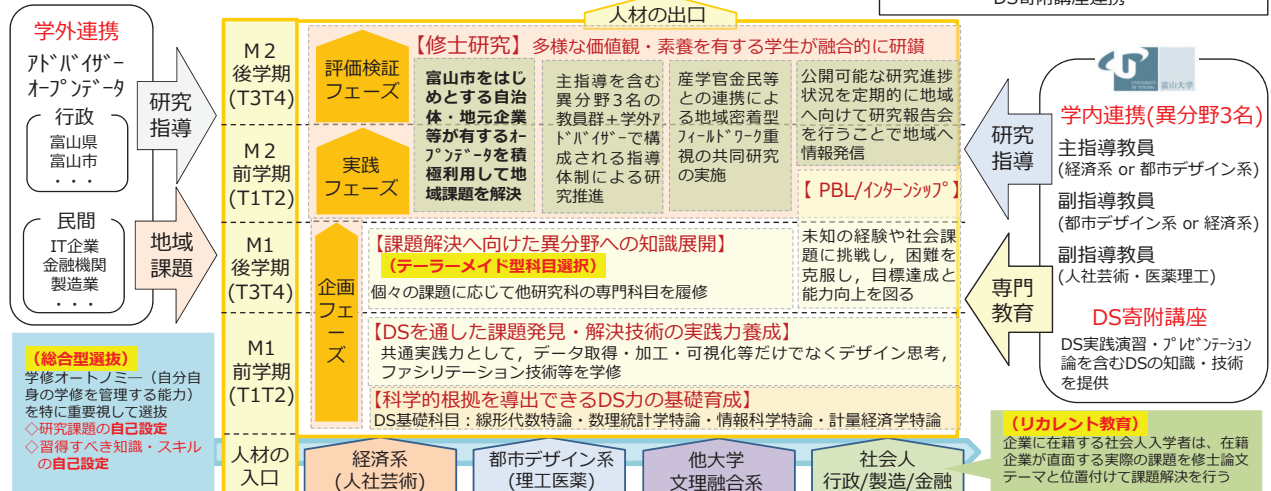 人材の出口
DS寄附講座連携
学外連携
アドバイザー
オープンデータ
行政
富山県
富山市
・・・
民間
IT企業
金融機関
製造業
・・・
研究
指導
地域
課題
M2
後学期
(T3T4)
M2
前学期
(T1T2)
M1
後学期
(T3T4)
M1
前学期
(T1T2)
人材の
入口
評価検証
フェーズ
実践
フェーズ
企画
フェ
ー
ズ
【修士研究】多様な価値観・素養を有する学生が融合的に研鑽
富山市をはじ
めとする自治
体・地元企業
等が有するオー
プンデータを積
極利用して地
域課題を解決
主指導を含む
異分野3名の
教員群+学外ア
ドバイザーで構
成される指導
体制による研
究推進
産学官金民等
との連携によ
る地域密着型
フィールドワーク重
視の共同研究
の実施
公開可能な研究進捗
状況を定期的に地域
へ向けて研究報告会
を行うことで地域へ
情報発信
【 PBL/インターンシップ】
未知の経験や社会課
題に挑戦し,困難を
克服し,目標達成と
能力向上を図る
【課題解決へ向けた異分野への知識展開】
(テーラーメイド型科目選択)
個々の課題に応じて他研究科の専門科目を履修
【DSを通した課題発見・解決技術の実践力養成】
共通実践力として,データ取得・加工・可視化等だけでなくデザイン思考,
ファシリテーション技術等を学修
【科学的根拠を導出できるDS力の基礎育成】
DS基礎科目:線形代数特論・数理統計学特論・情報科学特論・計量経済学特論
経済系
(人社芸術)
都市デザイン系
(理工医薬)
他大学
文理融合系
社会人
行政/製造/金融
研究
指導
専門
教育
富山大学
学内連携(異分野3名)
主指導教員
(経済系 or 都市デザイン系)
副指導教員
(都市デザイン系 or 経済系)
副指導教員
(人社芸術・医薬理工)
DS寄附講座
DS実践演習・プレゼンテーション
論を含むDSの知識・技術
を提供
(総合型選抜)
学修オートノミー(自分自
身の学修を管理する能力)
を特に重要視して選抜
◇研究課題の自己設定
◇習得すべき知識・スキル
の自己設定
(リカレント教育)
企業に在籍する社会人入学者は、在籍
企業が直面する実際の課題を修士論文
テーマと位置付けて課題解決を行う